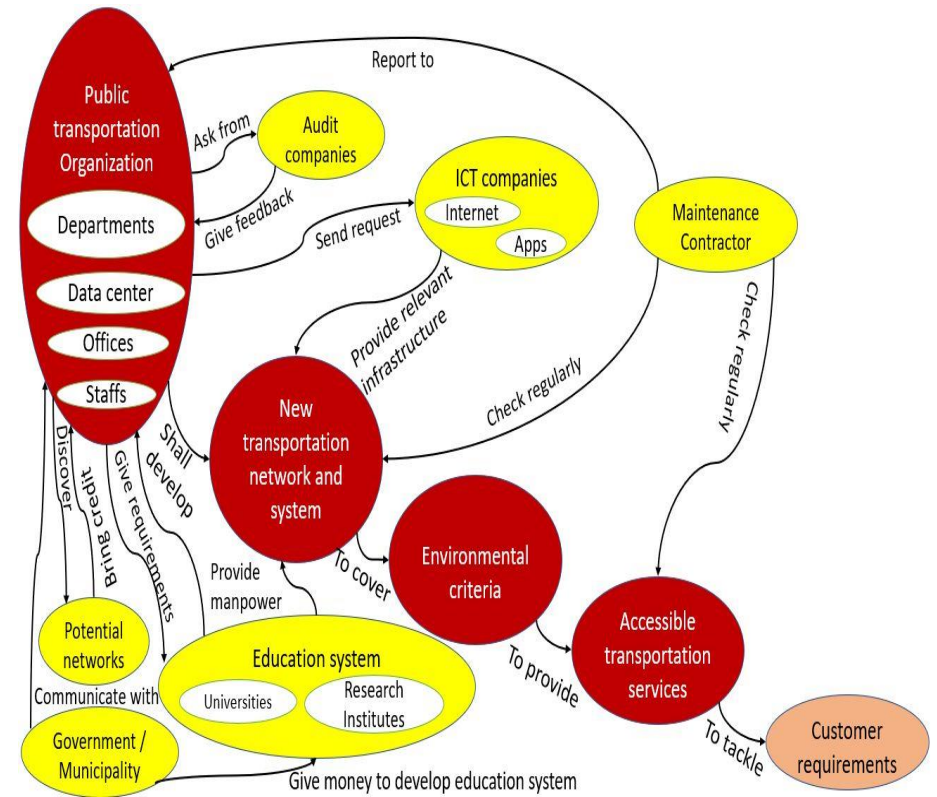 Report to
Public
transportation
Organization
Departments
Data center
Offices
Staffs
Ask from
Audit
companies
Give feedback
Send request
ICT companies
Internet
Apps
Maintenance
Contractor
Provide relevant
infrastructure
Check regularly
Check regularly
New
transportation
network and
system
Shall
develop
Discover
Bring credit
Give requirements
Provide
manpower
To cover
Environmental
criteria
To provide
Accessible
transportation
services
To tackle
Customer
requirements
Potential
networks
Communicate with
Government /
Municipality
Education system
Universities
Research
Institutes
Give money to develop education system